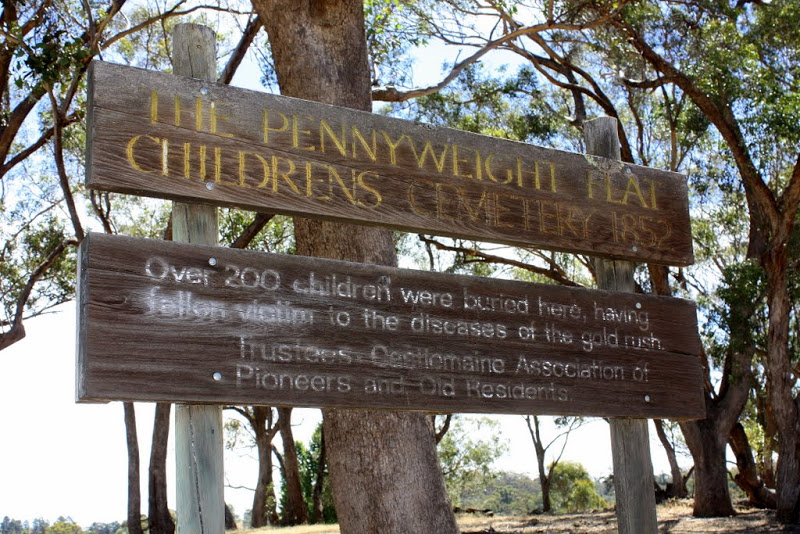 THE PENNYWEIGHT FLAT
CHILDRENS CEMETERY 1852
Over 200 children were buried here, having
fallen victim to the diseases of the gold rush.
Trustees: Castlemaine Association of
Pioneers and Old Residents.